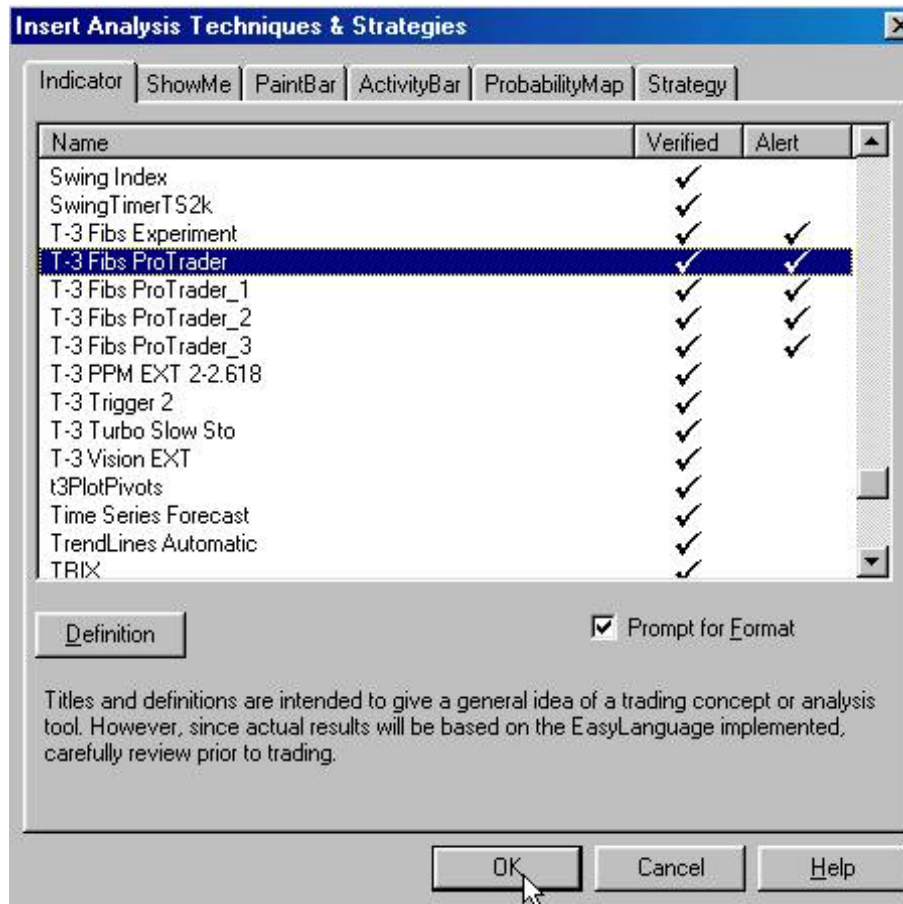 Insert Analysis Techniques & Strategies
Indicator ShowMe PaintBar ActivityBar ProbabilityMap Strategy
Name Verified Alert
Swing Index
SwingTimerTS2k
T-3 Fibs Experiment
T-3 Fibs ProTrader
T-3 Fibs ProTrader_1
T-3 Fibs ProTrader_2
T-3 Fibs ProTrader_3
T-3 PPM EXT 2-2.618
T-3 Trigger 2
T-3 Turbo Slow Sto
T-3 Vision EXT
t3PlotPivots
Time Series Forecast
TrendLines Automatic
TRIX
Definition Prompt for Format
Titles and definitions are intended to give a general idea of a trading concept or analysis
tool. However, since actual results will be based on the EasyLanguage implemented,
carefully review prior to trading.
OK Cancel Help